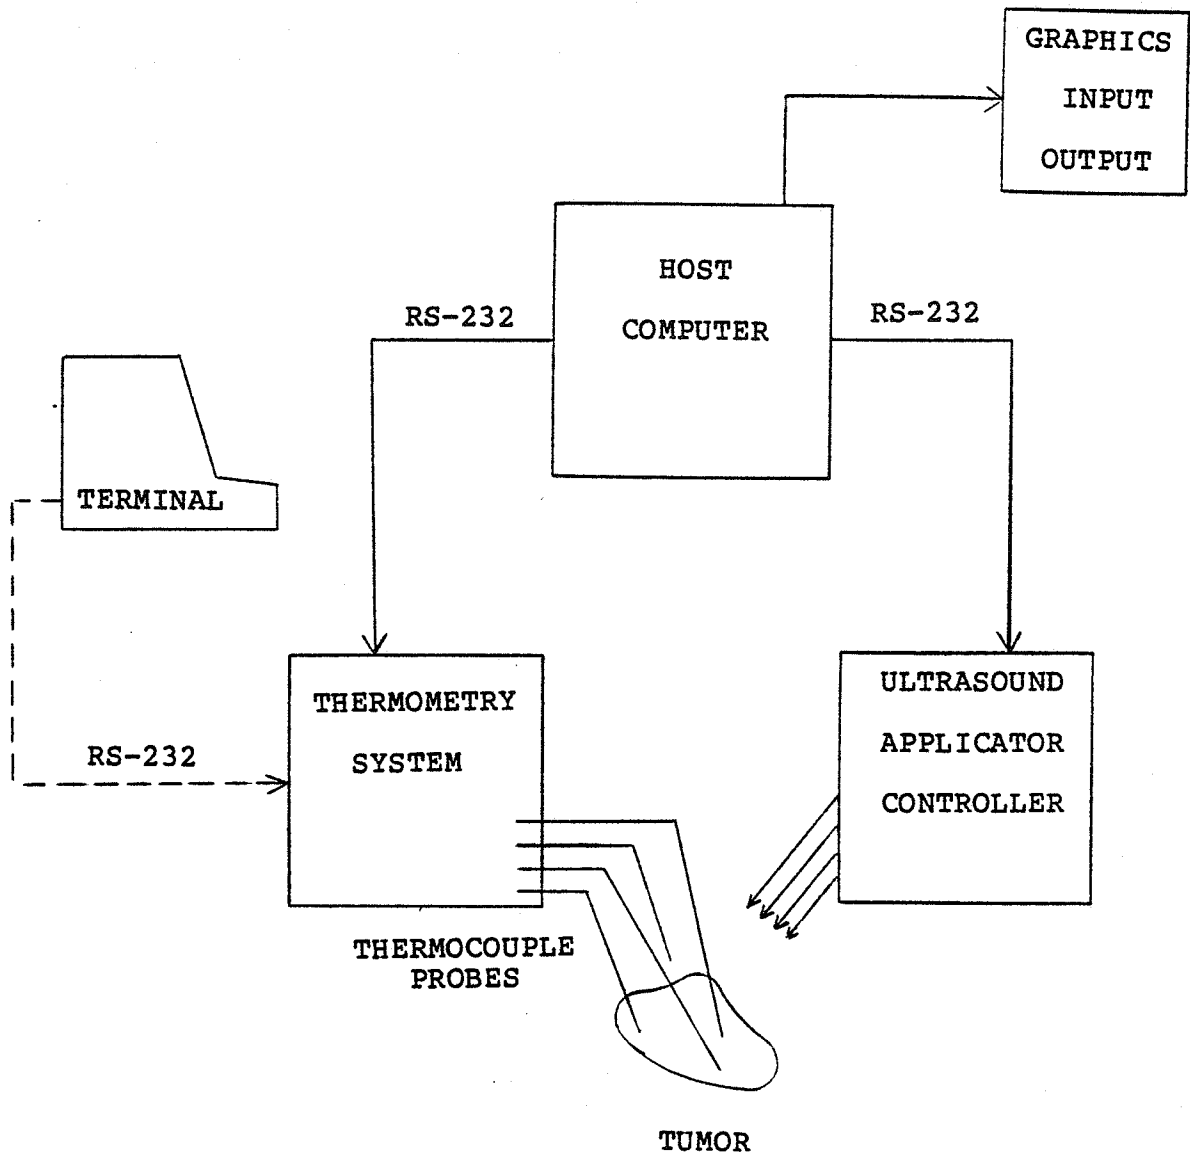 GRAPHICS
INPUT
OUTPUT
HOST
COMPUTER
RS-232
RS-232
TERMINAL
THERMOMETRY
SYSTEM
RS-232
ULTRASOUND
APPLICATOR
CONTROLLER
THERMOCOUPLE
PROBES
TUMOR